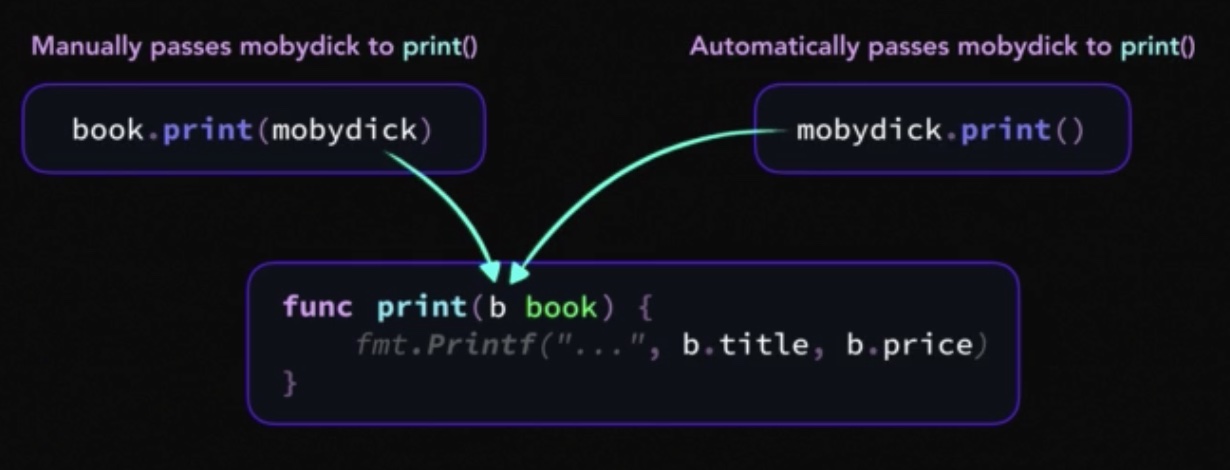 Manually passes mobydick to print()
Automatically passes mobydick to print()
book.print(mobydick)
mobydick.print()
func print(b book) {
fmt.Printf("...", b.title, b.price)
}